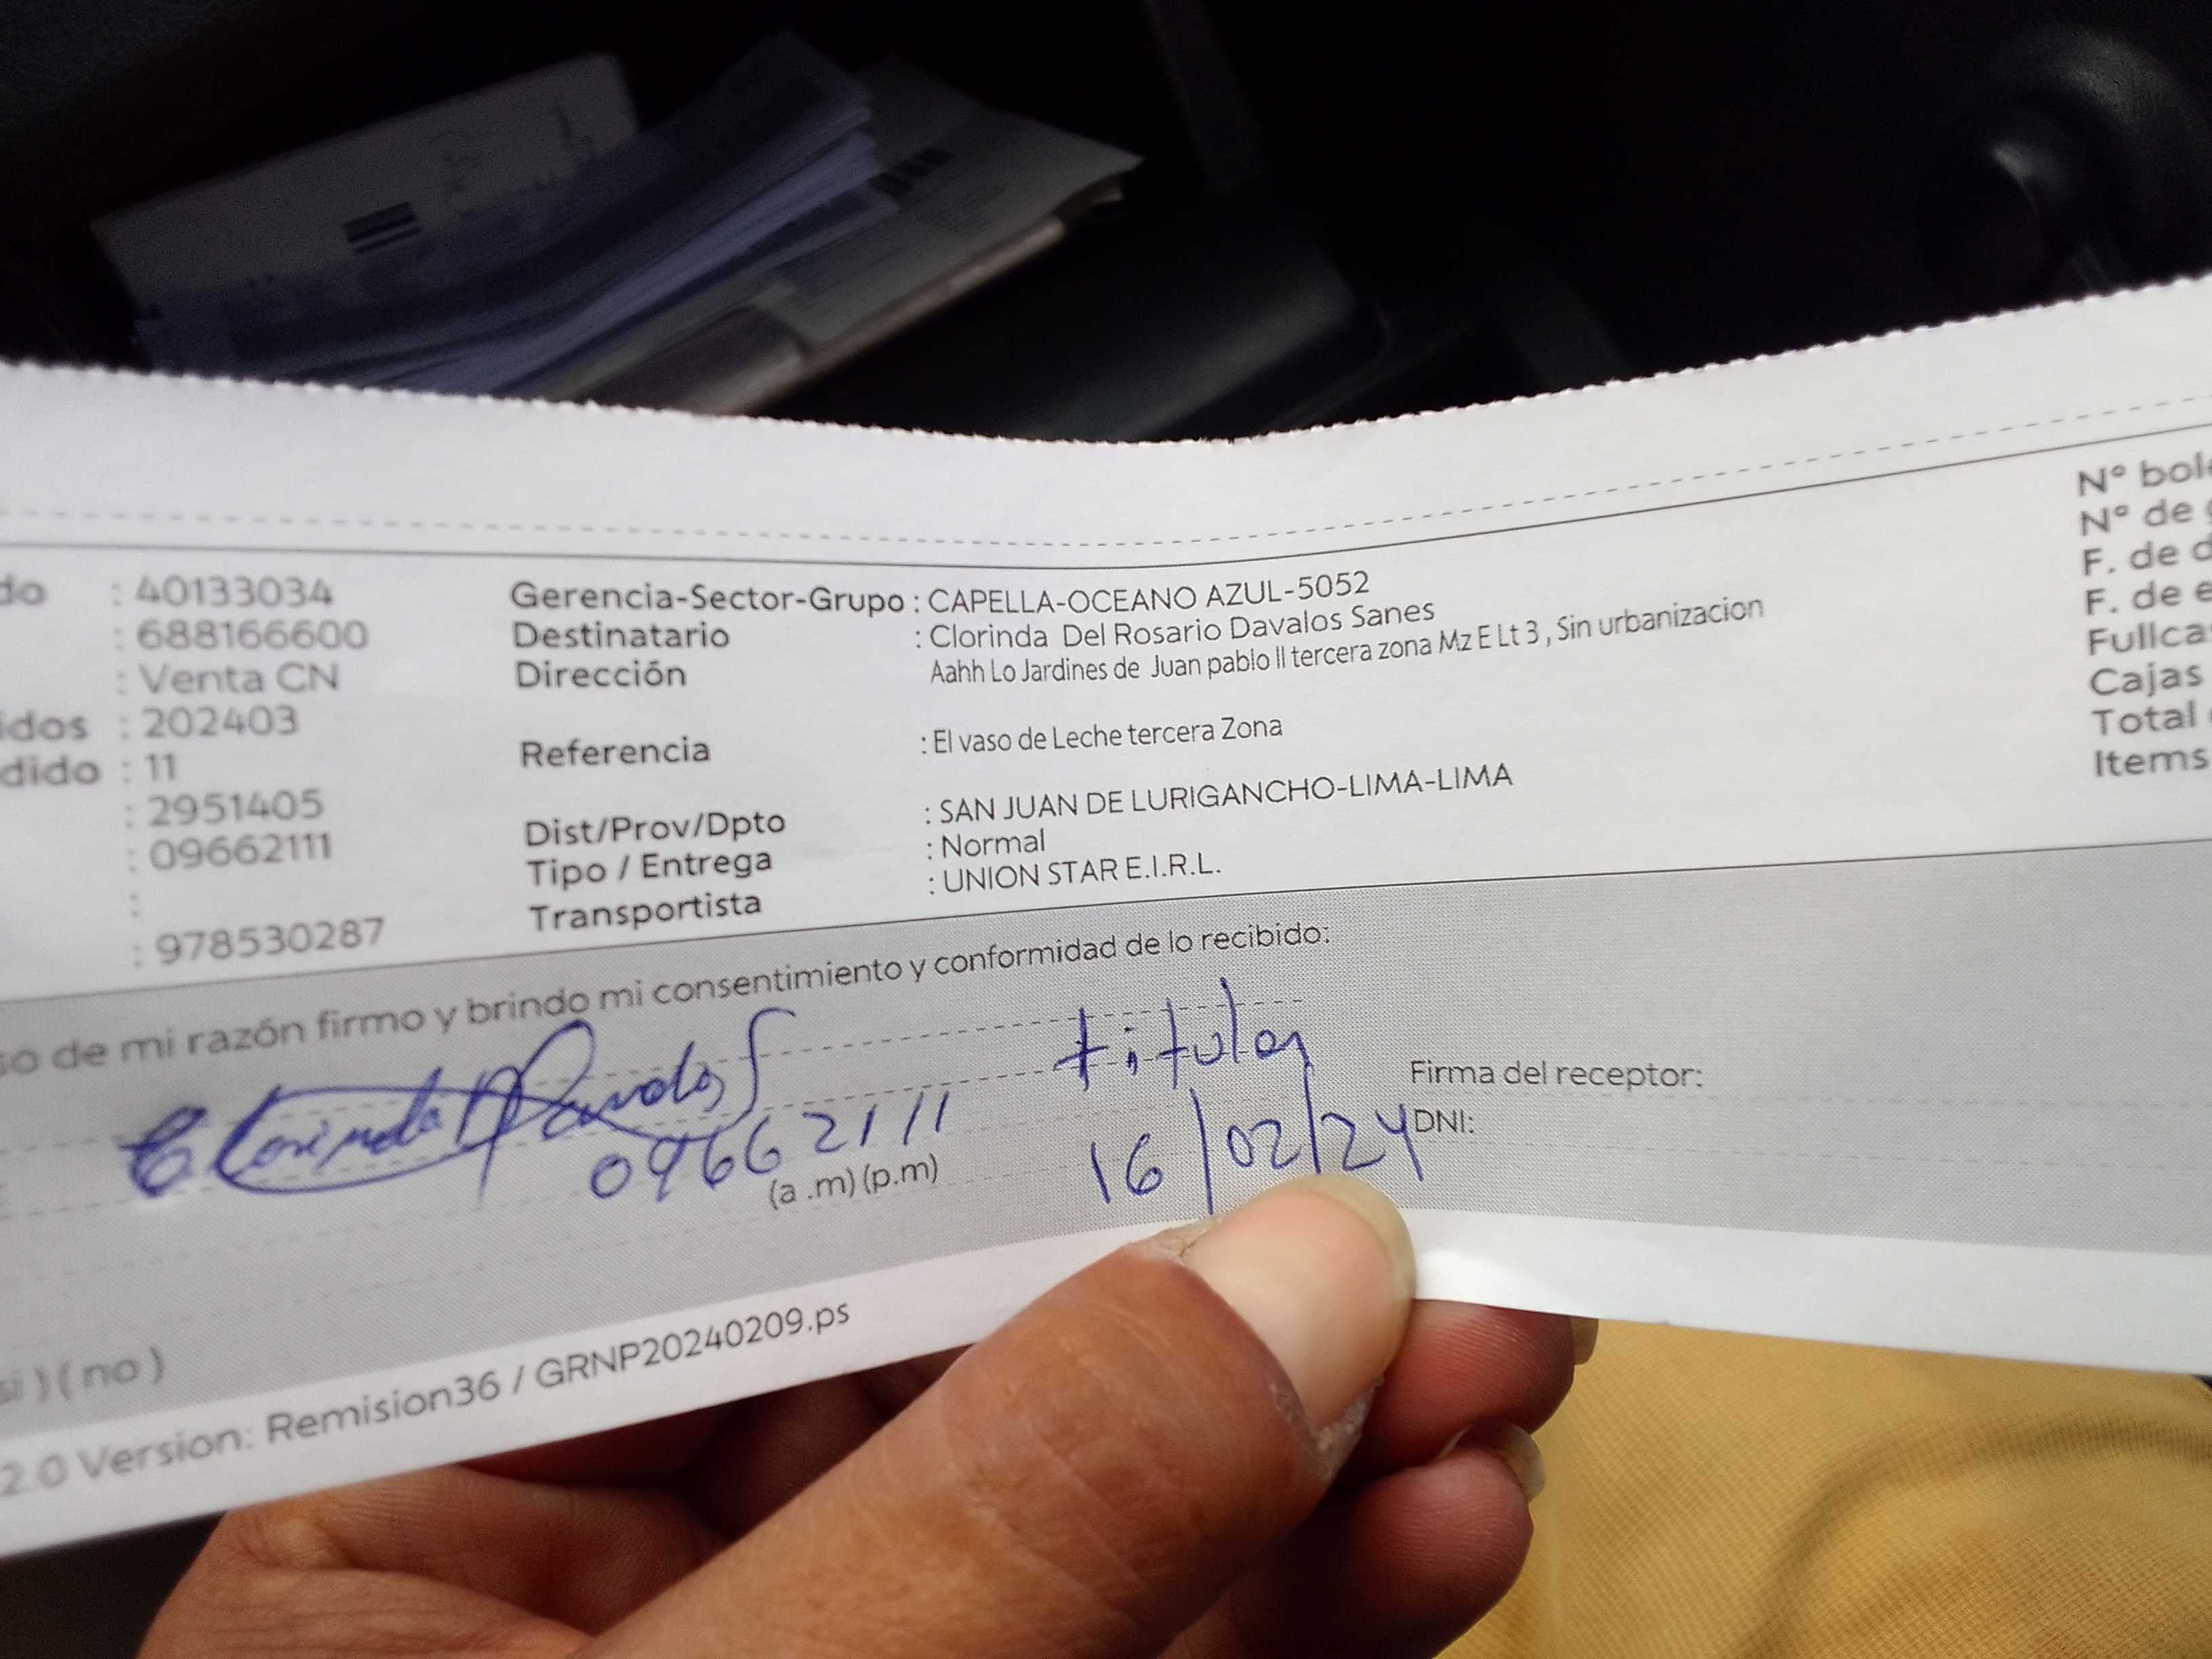 do : 40133034
: 688166600
: Venta CN
idos : 202403
dido : 11
: 2951405
: 09662111
:
: 978530287
Gerencia-Sector-Grupo : CAPELLA-OCEANO AZUL-5052
Destinatario : Clorinda Del Rosario Davalos Sanes
Dirección Aahh Lo Jardines de Juan pablo II tercera zona Mz E Lt 3 , Sin urbanizacion
Referencia : El vaso de Leche tercera Zona
Dist/Prov/Dpto : SAN JUAN DE LURIGANCHO-LIMA-LIMA
Tipo / Entrega : Normal
Transportista : UNION STAR E.I.R.L.
N° bol
N° de
F. de d
F. de e
Fullca
Cajas
Total
Items
so de mi razón firmo y brindo mi consentimiento y conformidad de lo recibido:
Clorinda Davalos S titular
09662111 16/02/24
(a .m) (p.m)
Firma del receptor:
DNI:
si ) ( no )
2.0 Version: Remision36 / GRNP20240209.ps